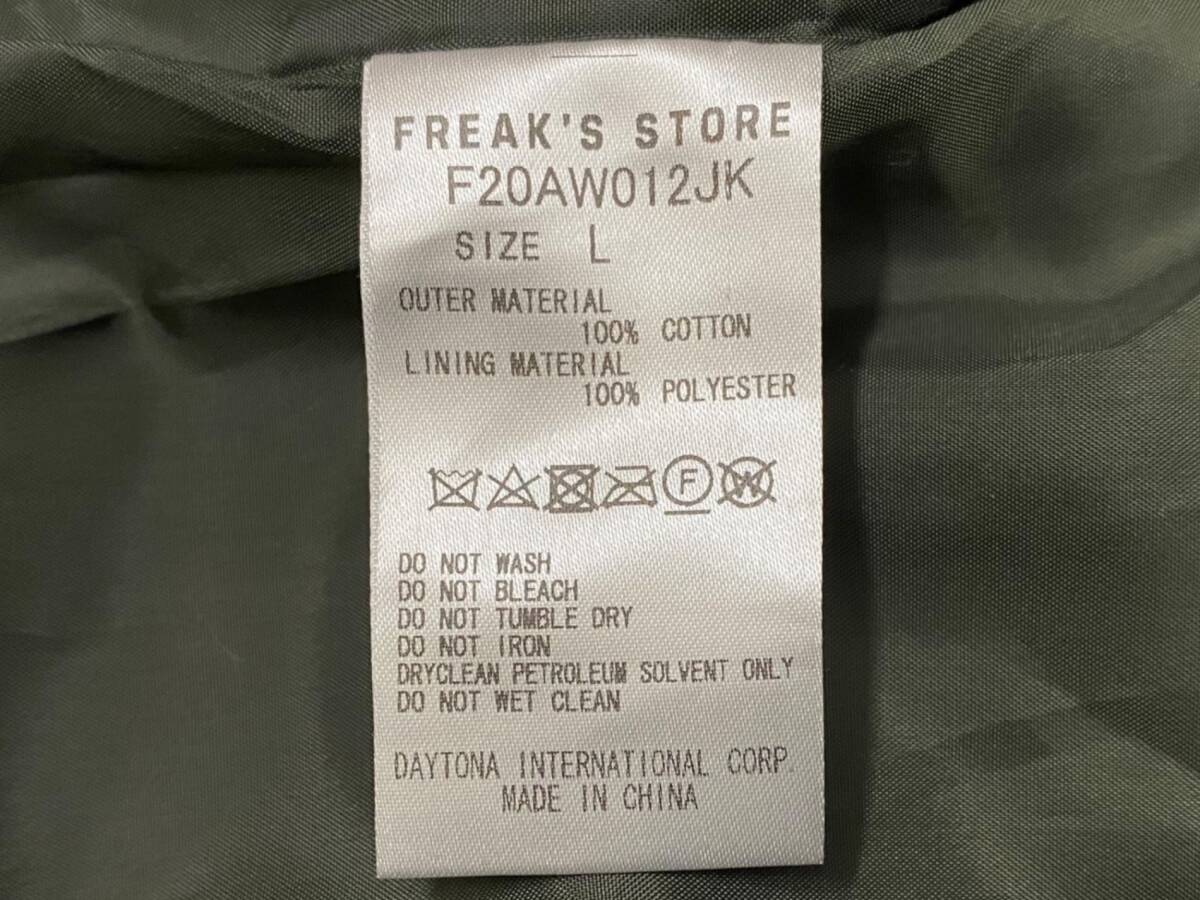 FREAK'S STORE
F20AW012JK
SIZE L
OUTER MATERIAL
100% COTTON
LINING MATERIAL
100% POLYESTER
F W
DO NOT WASH
DO NOT BLEACH
DO NOT TUMBLE DRY
DO NOT IRON
DRYCLEAN PETROLEUM SOLVENT ONLY
DO NOT WET CLEAN
DAYTONA INTERNATIONAL CORP.
MADE IN CHINA